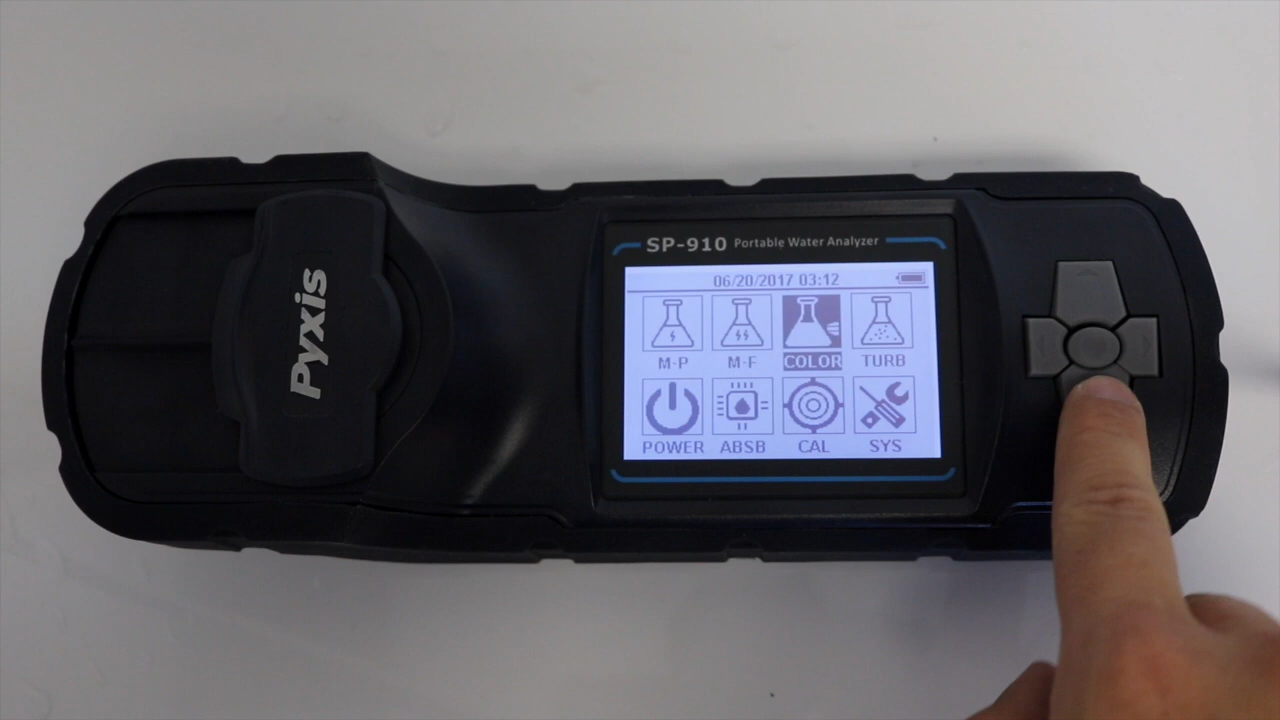 Pyxis
SP-910 Portable Water Analyzer
06/20/2017 03:12
M-P M-F COLOR TURB
POWER ABSB CAL SYS